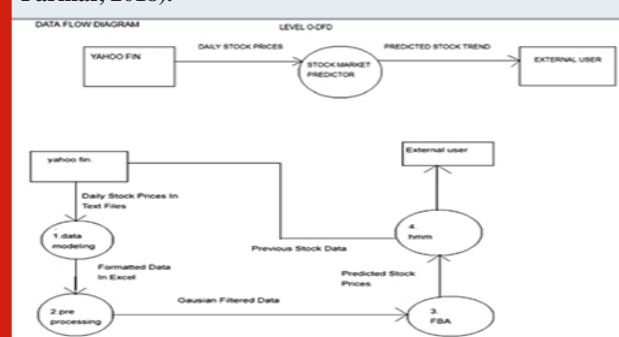 DATA FLOW DIAGRAM
LEVEL 0-DFD
YAHOO FIN
DAILY STOCK PRICES
STOCK MARKET
PREDICTOR
PREDICTED STOCK TREND
EXTERNAL USER
yahoo fin.
External user
Daily Stock Prices In
Text Files
1.data
modeling
4.
hmm
Previous Stock Data
Formatted Data
In Excel
Predicted Stock
Prices
Gausian Filtered Data
2.pre
processing
3.
FBA